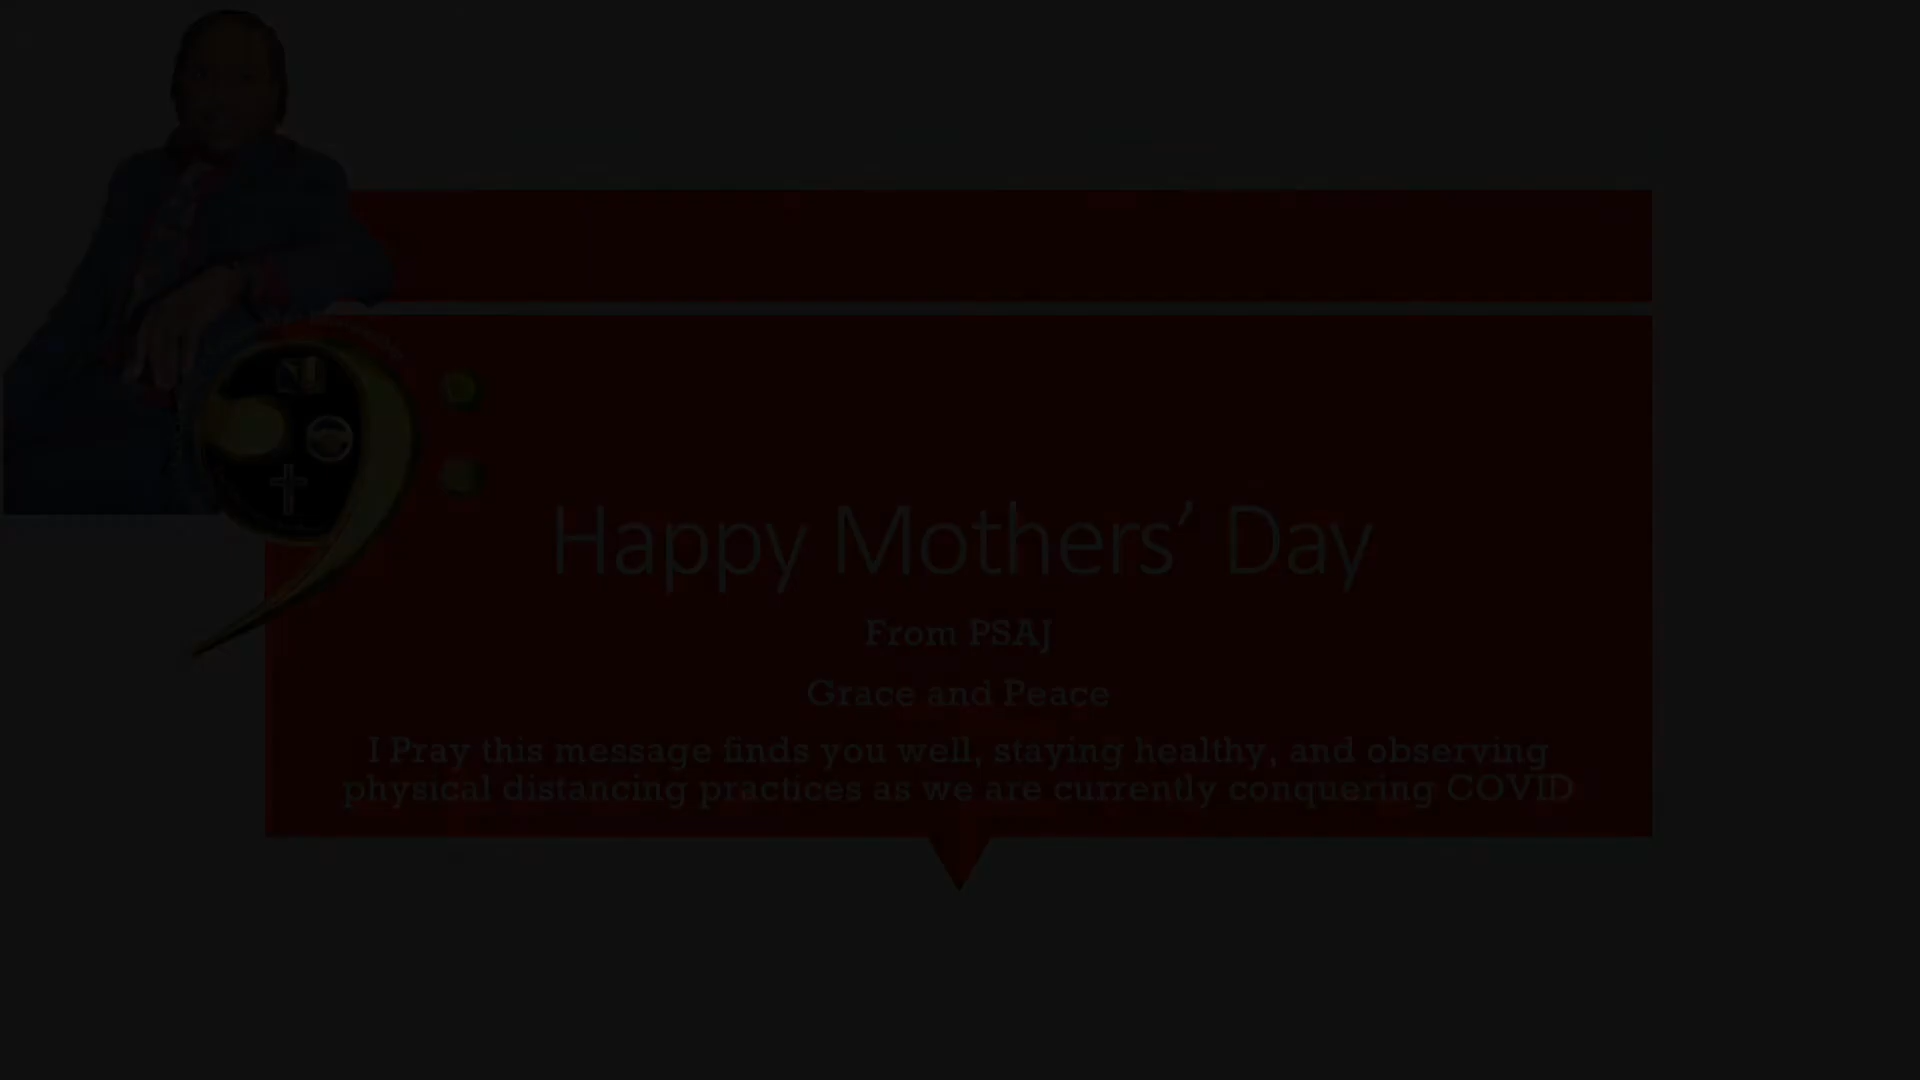 Happy Mothers’ Day
From PSAJ
Grace and Peace
I Pray this message finds you well, staying healthy, and observing
physical distancing practices as we are currently conquering COVID